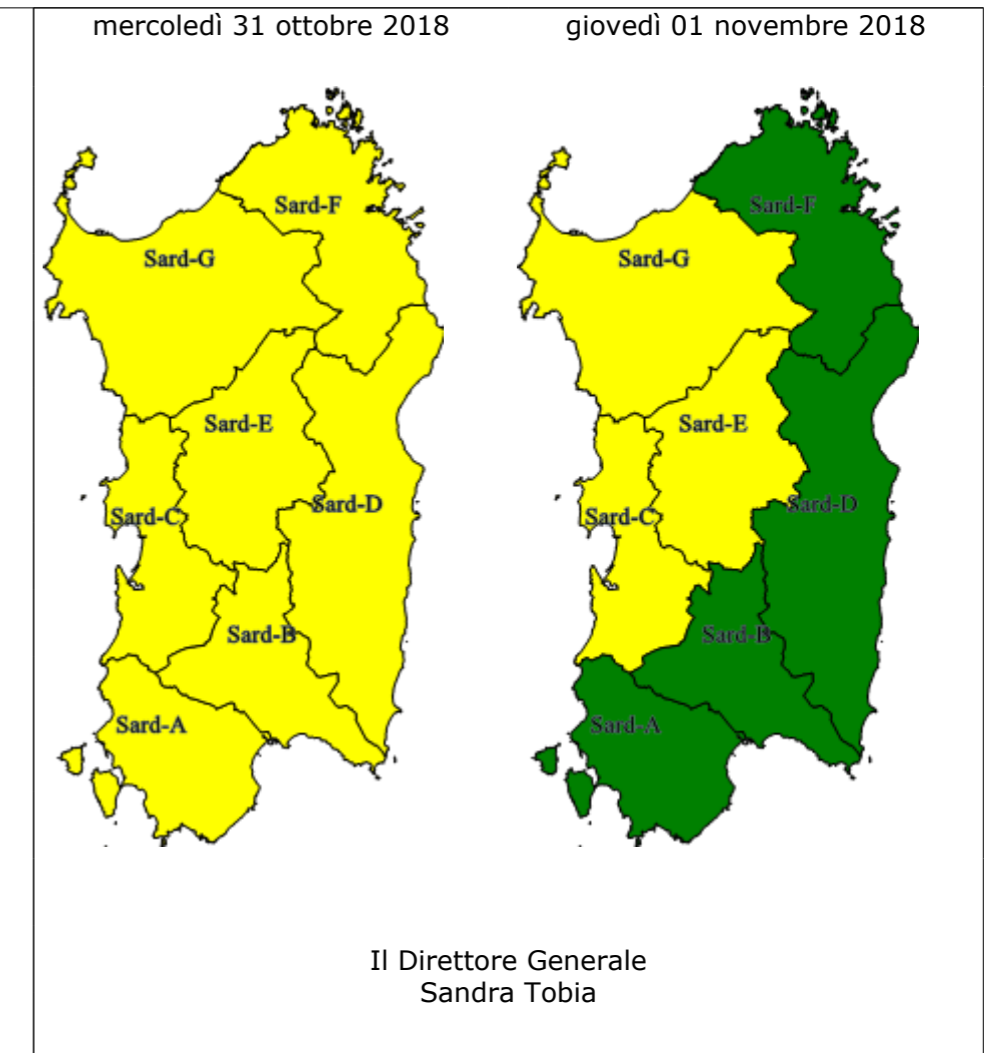 mercoledì 31 ottobre 2018
giovedì 01 novembre 2018
Sard-F
Sard-G
Sard-E
Sard-D
Sard-C
Sard-B
Sard-A
Sard-F
Sard-G
Sard-E
Sard-D
Sard-C
Sard-B
Sard-A
Il Direttore Generale
Sandra Tobia